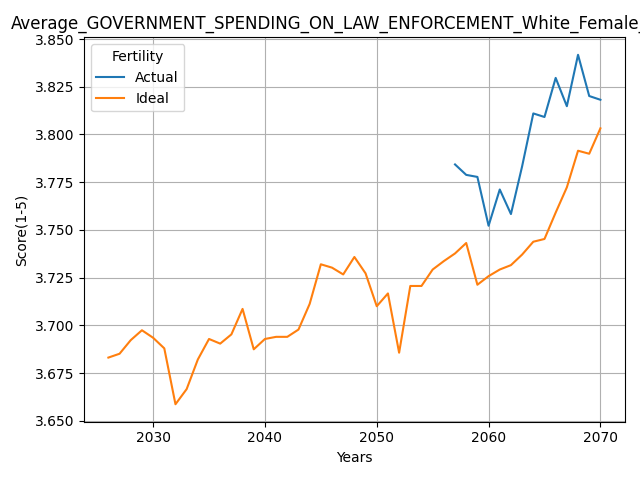 Average_GOVERNMENT_SPENDING_ON_LAW_ENFORCEMENT_White_Female_
Fertility
Actual
Ideal
3.850
3.825
3.800
3.775
3.750
3.725
3.700
3.675
3.650
Score(1-5)
2030 2040 2050 2060 2070
Years